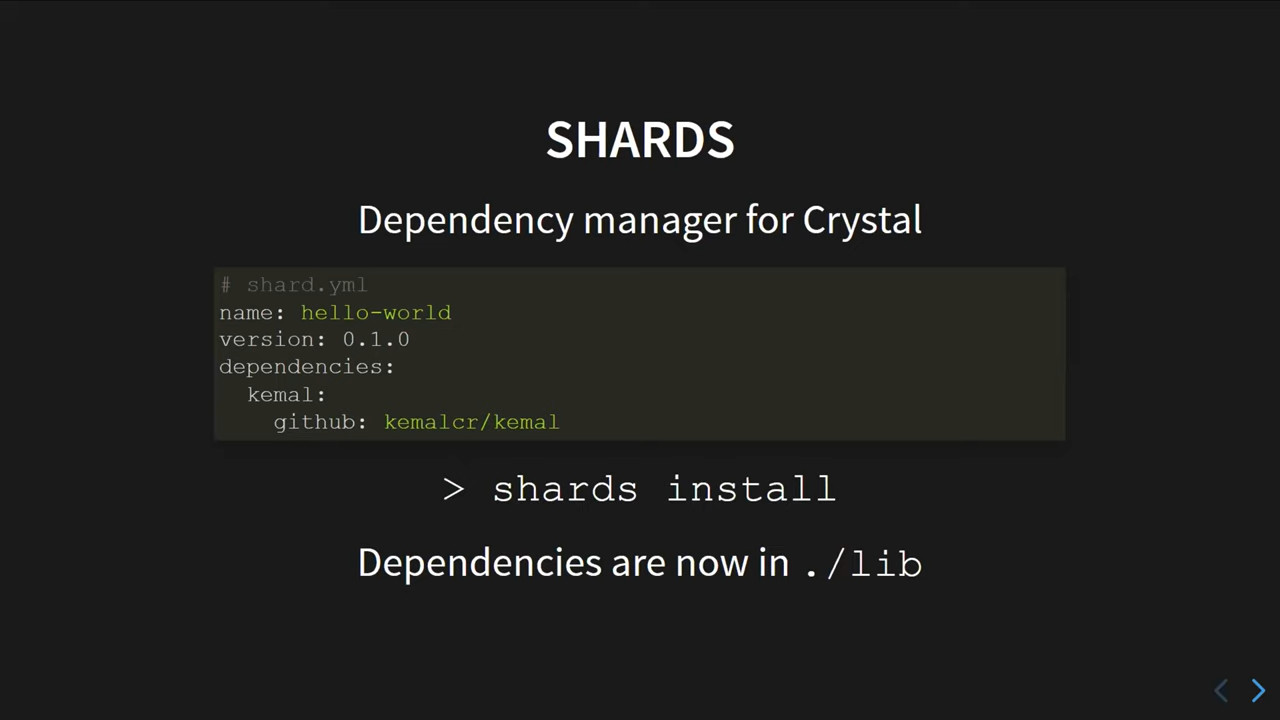 SHARDS
Dependency manager for Crystal
# shard.yml
name: hello-world
version: 0.1.0
dependencies:
  kemal:
    github: kemalcr/kemal
> shards install
Dependencies are now in ./lib